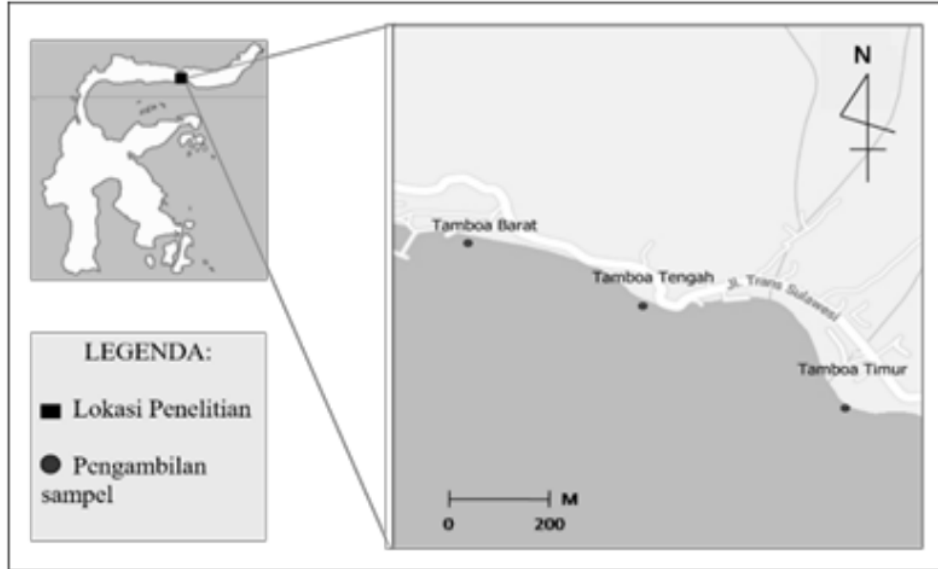 N
Tamboa Barat
Tamboa Tengah
Jl. Trans Sulawesi
Tamboa Timur
M
0 200
LEGENDA:
Lokasi Penelitian
Pengambilan
sampel